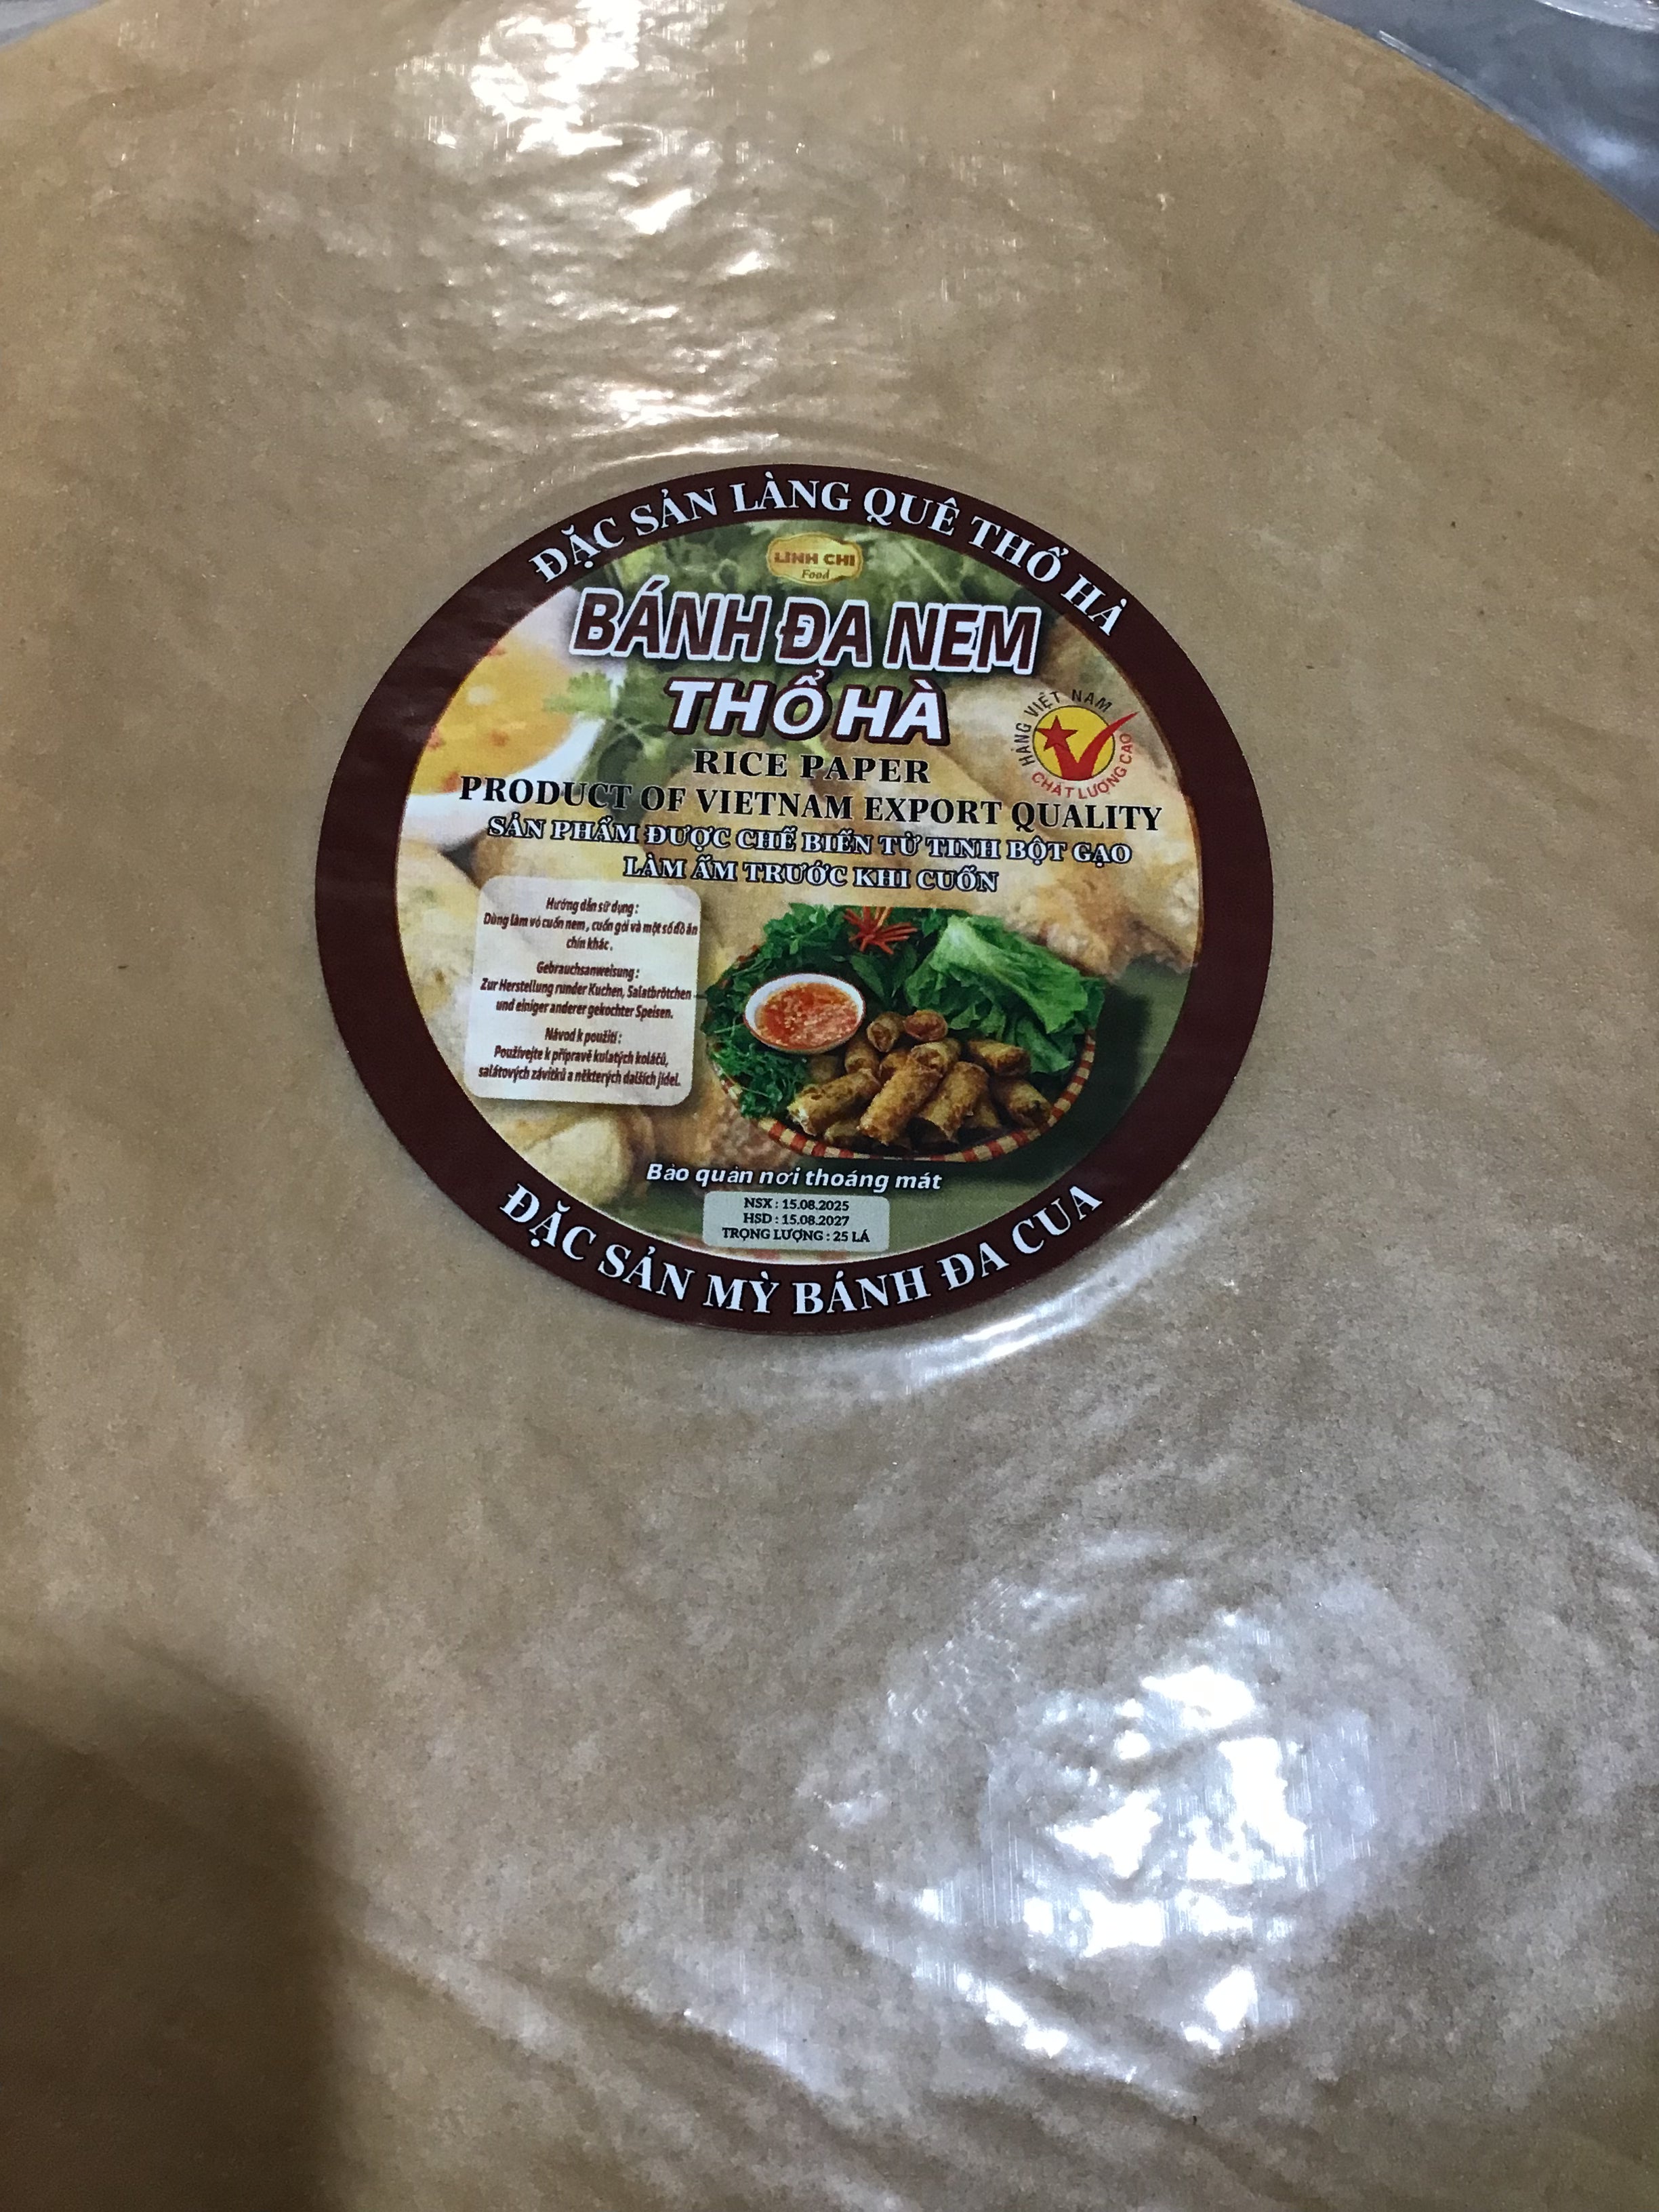 ĐẶC SẢN LÀNG QUÊ THỔ HÀ
LINH CHI
Food
BÁNH ĐA NEM
THỔ HÀ
HÀNG VIỆT NAM
CHẤT LƯỢNG CAO
RICE PAPER
PRODUCT OF VIETNAM EXPORT QUALITY
SẢN PHẨM ĐƯỢC CHẾ BIẾN TỪ TINH BỘT GẠO
LÀM ẨM TRƯỚC KHI CUỐN
Hướng dẫn sử dụng :
Dùng làm vỏ cuốn nem , cuốn gỏi và một số đồ ăn
chín khác .
Gebrauchsanweisung :
Zur Herstellung runder Kuchen, Salatbrötchen
und einiger anderer gekochter Speisen.
Návod k použití :
Používejte k přípravě kulatých koláčů,
salátových závitků a některých dalších jídel.
Bảo quản nơi thoáng mát
NSX : 15.08.2025
HSD : 15.08.2027
TRỌNG LƯỢNG : 25 LÁ
ĐẶC SẢN MỲ BÁNH ĐA CUA